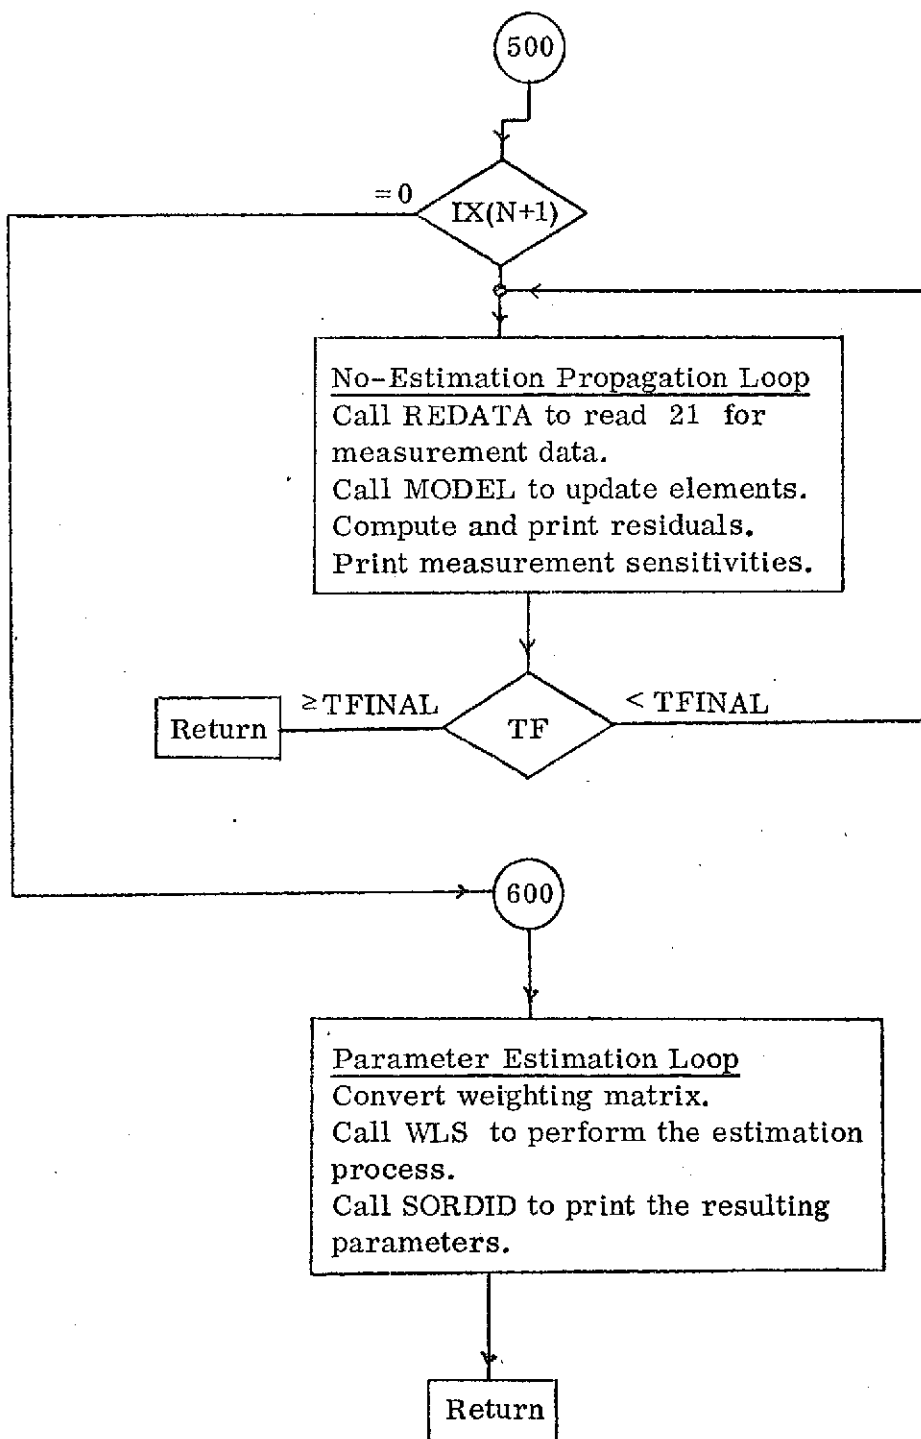 500
=0
IX(N+1)
No-Estimation Propagation Loop
Call REDATA to read 21 for
measurement data.
Call MODEL to update elements.
Compute and print residuals.
Print measurement sensitivities.
≥TFINAL
< TFINAL
Return
TF
600
Parameter Estimation Loop
Convert weighting matrix.
Call WLS to perform the estimation
process.
Call SORDID to print the resulting
parameters.
Return